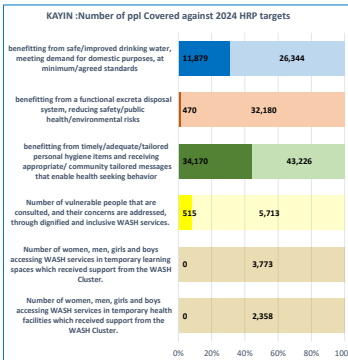 KAYIN :Number of ppl Covered against 2024 HRP targets
benefitting from safe/improved drinking water,
meeting demand for domestic purposes, at
minimum/agreed standards
11,879 26,344
benefitting from a functional excreta disposal
system, reducing safety/public
health/environmental risks
470 32,180
benefitting from timely/adequate/tailored
personal hygiene items and receiving
appropriate/ community tailored messages
that enable health seeking behavior
34,170 43,226
Number of vulnerable people that are
consulted, and their concerns are addressed,
through dignified and inclusive WASH services.
515 5,713
Number of women, men, girls and boys
accessing WASH services in temporary learning
spaces which received support from the WASH
Cluster.
0 3,773
Number of women, men, girls and boys
accessing WASH services in temporary health
facilities which received support from the
WASH Cluster.
0 2,358
0% 20% 40% 60% 80% 100